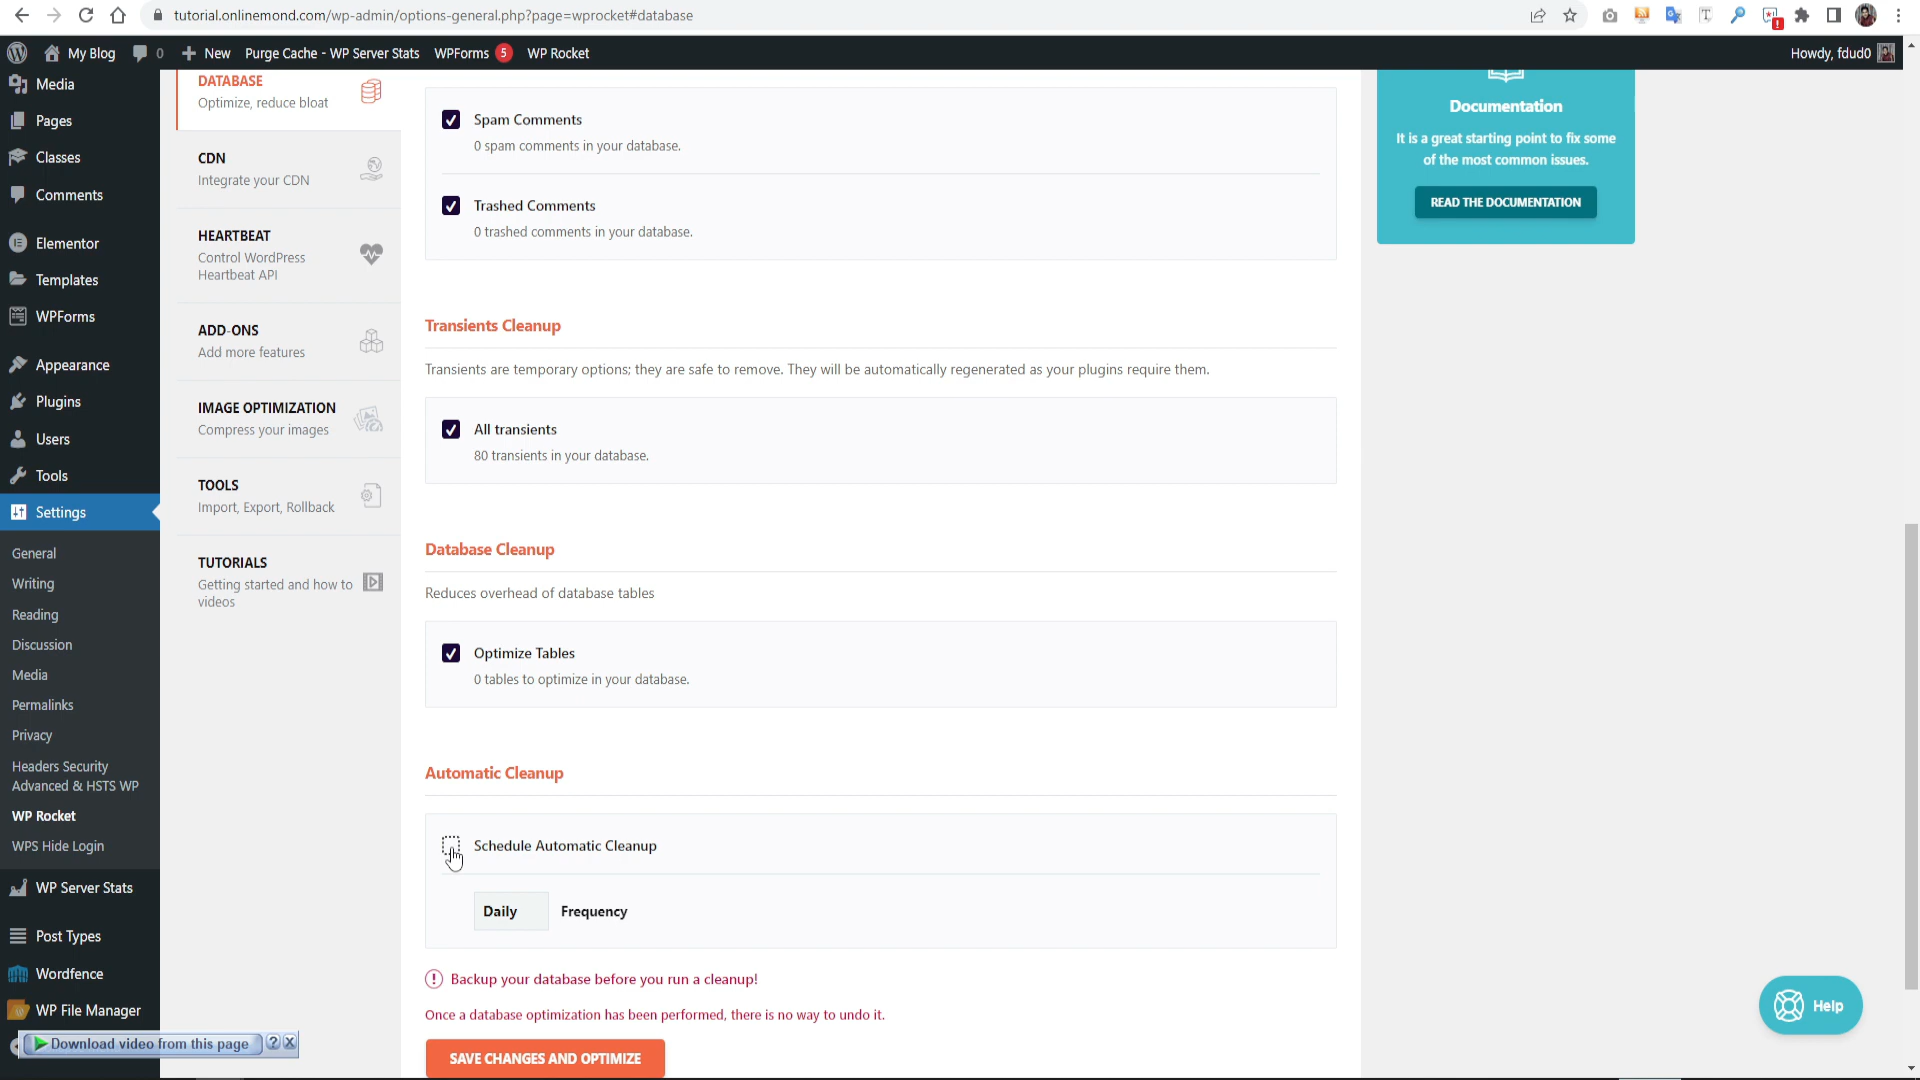 tutorial.onlinemond.com/wp-admin/options-general.php?page=wprocket#database
My Blog 0 New Purge Cache - WP Server Stats WPForms 5 WP Rocket Howdy, fdud0
Media
Pages
Classes
Comments
Elementor
Templates
WPForms
Appearance
Plugins
Users
Tools
Settings
General
Writing
Reading
Discussion
Media
Permalinks
Privacy
Headers Security
Advanced & HSTS WP
WP Rocket
WPS Hide Login
WP Server Stats
Post Types
Wordfence
WP File Manager
Download video from this page ? X
DATABASE
Optimize, reduce bloat
CDN
Integrate your CDN
HEARTBEAT
Control WordPress
Heartbeat API
ADD-ONS
Add more features
IMAGE OPTIMIZATION
Compress your images
TOOLS
Import, Export, Rollback
TUTORIALS
Getting started and how to
videos
Spam Comments
0 spam comments in your database.
Trashed Comments
0 trashed comments in your database.
Transients Cleanup
Transients are temporary options; they are safe to remove. They will be automatically regenerated as your plugins require them.
All transients
80 transients in your database.
Database Cleanup
Reduces overhead of database tables
Optimize Tables
0 tables to optimize in your database.
Automatic Cleanup
Schedule Automatic Cleanup
Daily Frequency
Backup your database before you run a cleanup!
Once a database optimization has been performed, there is no way to undo it.
SAVE CHANGES AND OPTIMIZE
Documentation
It is a great starting point to fix some
of the most common issues.
READ THE DOCUMENTATION
Help